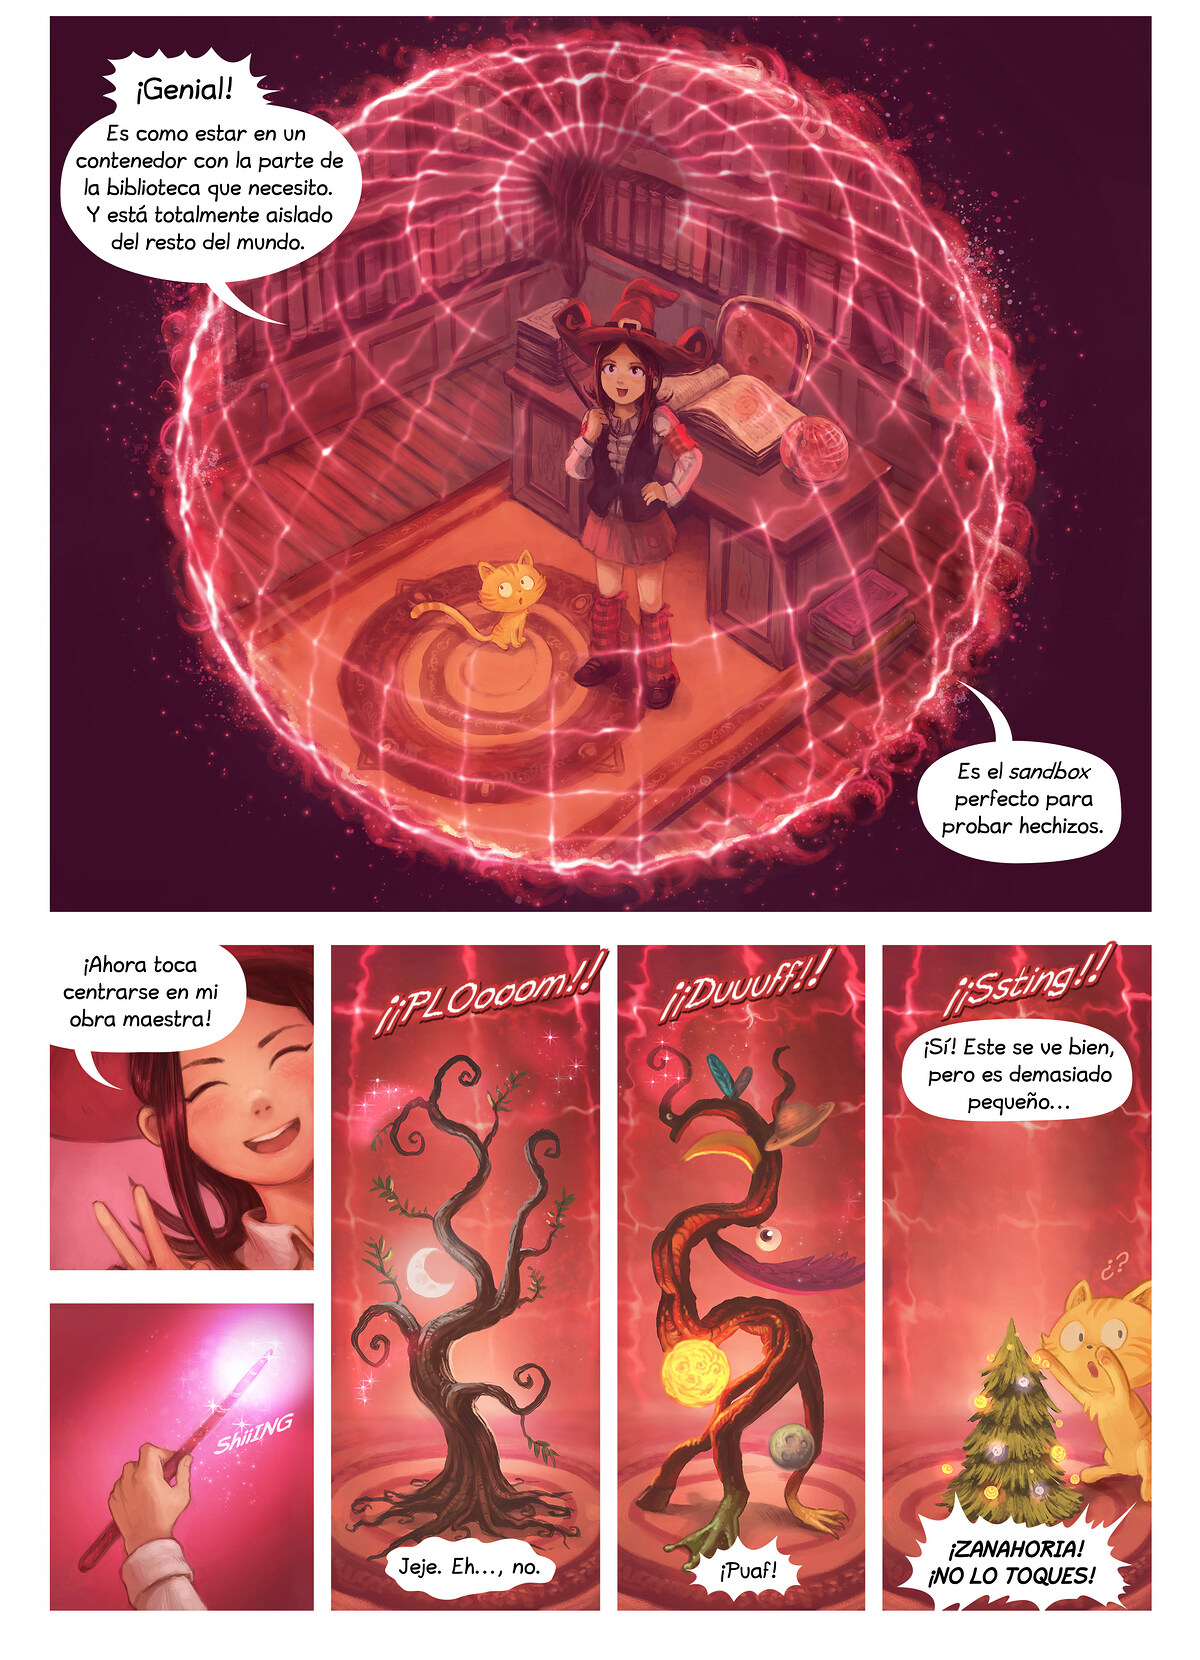 ¡Genial!
Es como estar en un
contenedor con la parte de
la biblioteca que necesito.
Y está totalmente aislado
del resto del mundo.
Es el sandbox
perfecto para
probar hechizos.
¡Ahora toca
centrarse en mi
obra maestra!
ShiiING
¡¡PLOooom!!
Jeje. Eh..., no.
¡¡Duuuff!!
¡Puaf!
¡¡Ssting!!
¡Sí! Este se ve bien,
pero es demasiado
pequeño...
¿?
¡ZANAHORIA!
¡NO LO TOQUES!